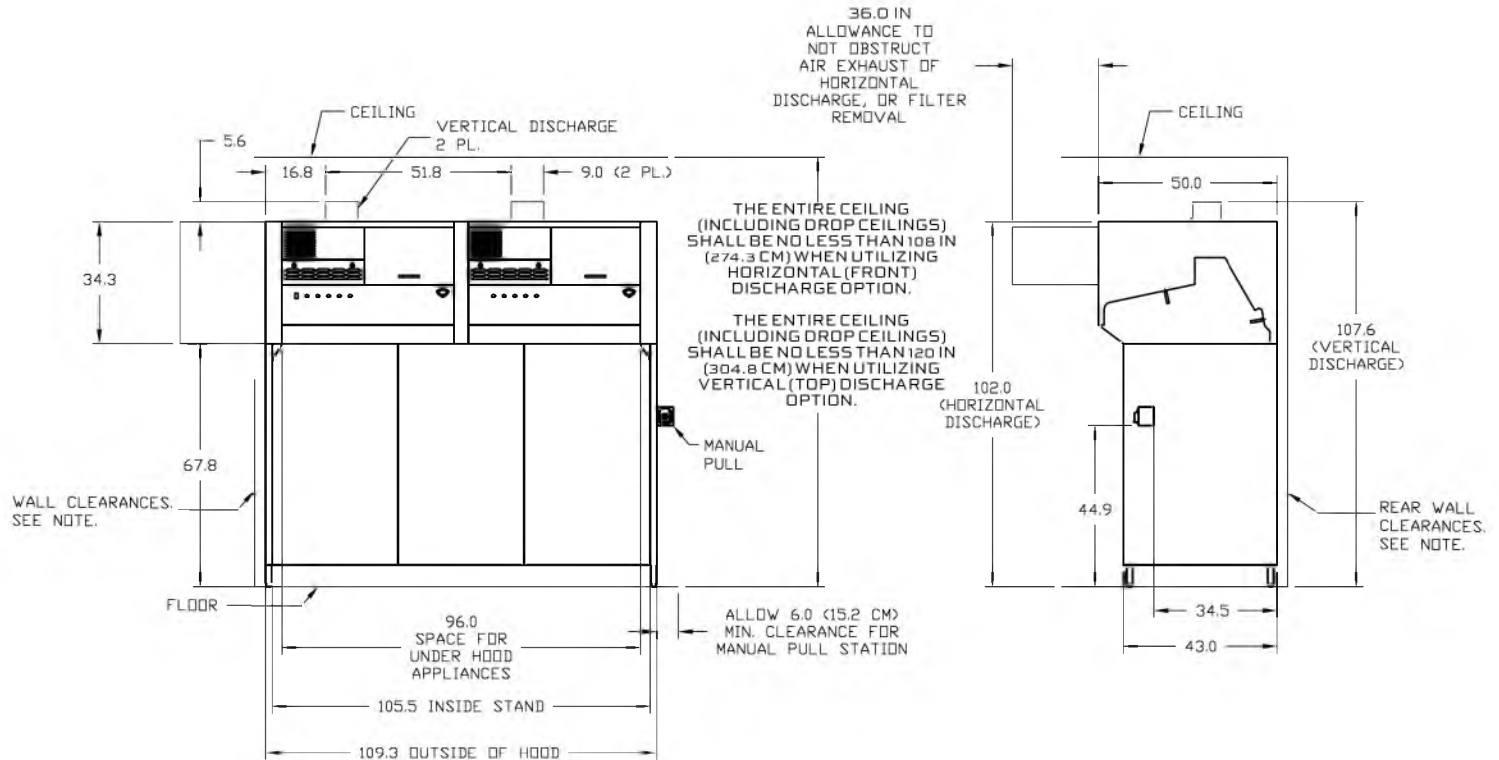 36.0 IN
ALLOWANCE TO
NOT OBSTRUCT
AIR EXHAUST OF
HORIZONTAL
DISCHARGE, OR FILTER
REMOVAL
CEILING
VERTICAL DISCHARGE
2 PL.
5.6
16.8
51.8
9.0 (2 PL.)
34.3
THE ENTIRE CEILING
(INCLUDING DROP CEILINGS)
SHALL BE NO LESS THAN 108 IN
(274.3 CM) WHEN UTILIZING
HORIZONTAL (FRONT)
DISCHARGE OPTION.
THE ENTIRE CEILING
(INCLUDING DROP CEILINGS)
SHALL BE NO LESS THAN 120 IN
(304.8 CM) WHEN UTILIZING
VERTICAL (TOP) DISCHARGE
OPTION.
MANUAL
PULL
67.8
WALL CLEARANCES.
SEE NOTE.
FLOOR
96.0
SPACE FOR
UNDER HOOD
APPLIANCES
ALLOW 6.0 (15.2 CM)
MIN. CLEARANCE FOR
MANUAL PULL STATION
105.5 INSIDE STAND
109.3 OUTSIDE OF HOOD
CEILING
50.0
107.6
(VERTICAL
DISCHARGE)
102.0
(HORIZONTAL
DISCHARGE)
44.9
REAR WALL
CLEARANCES.
SEE NOTE.
34.5
43.0